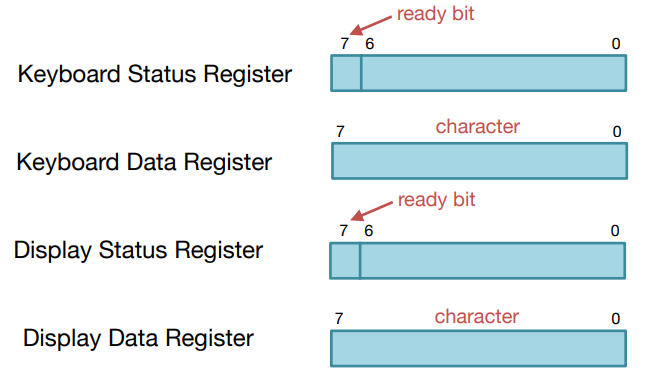 ready bit
7 6 0
Keyboard Status Register
7 character 0
Keyboard Data Register
ready bit
7 6 0
Display Status Register
7 character 0
Display Data Register